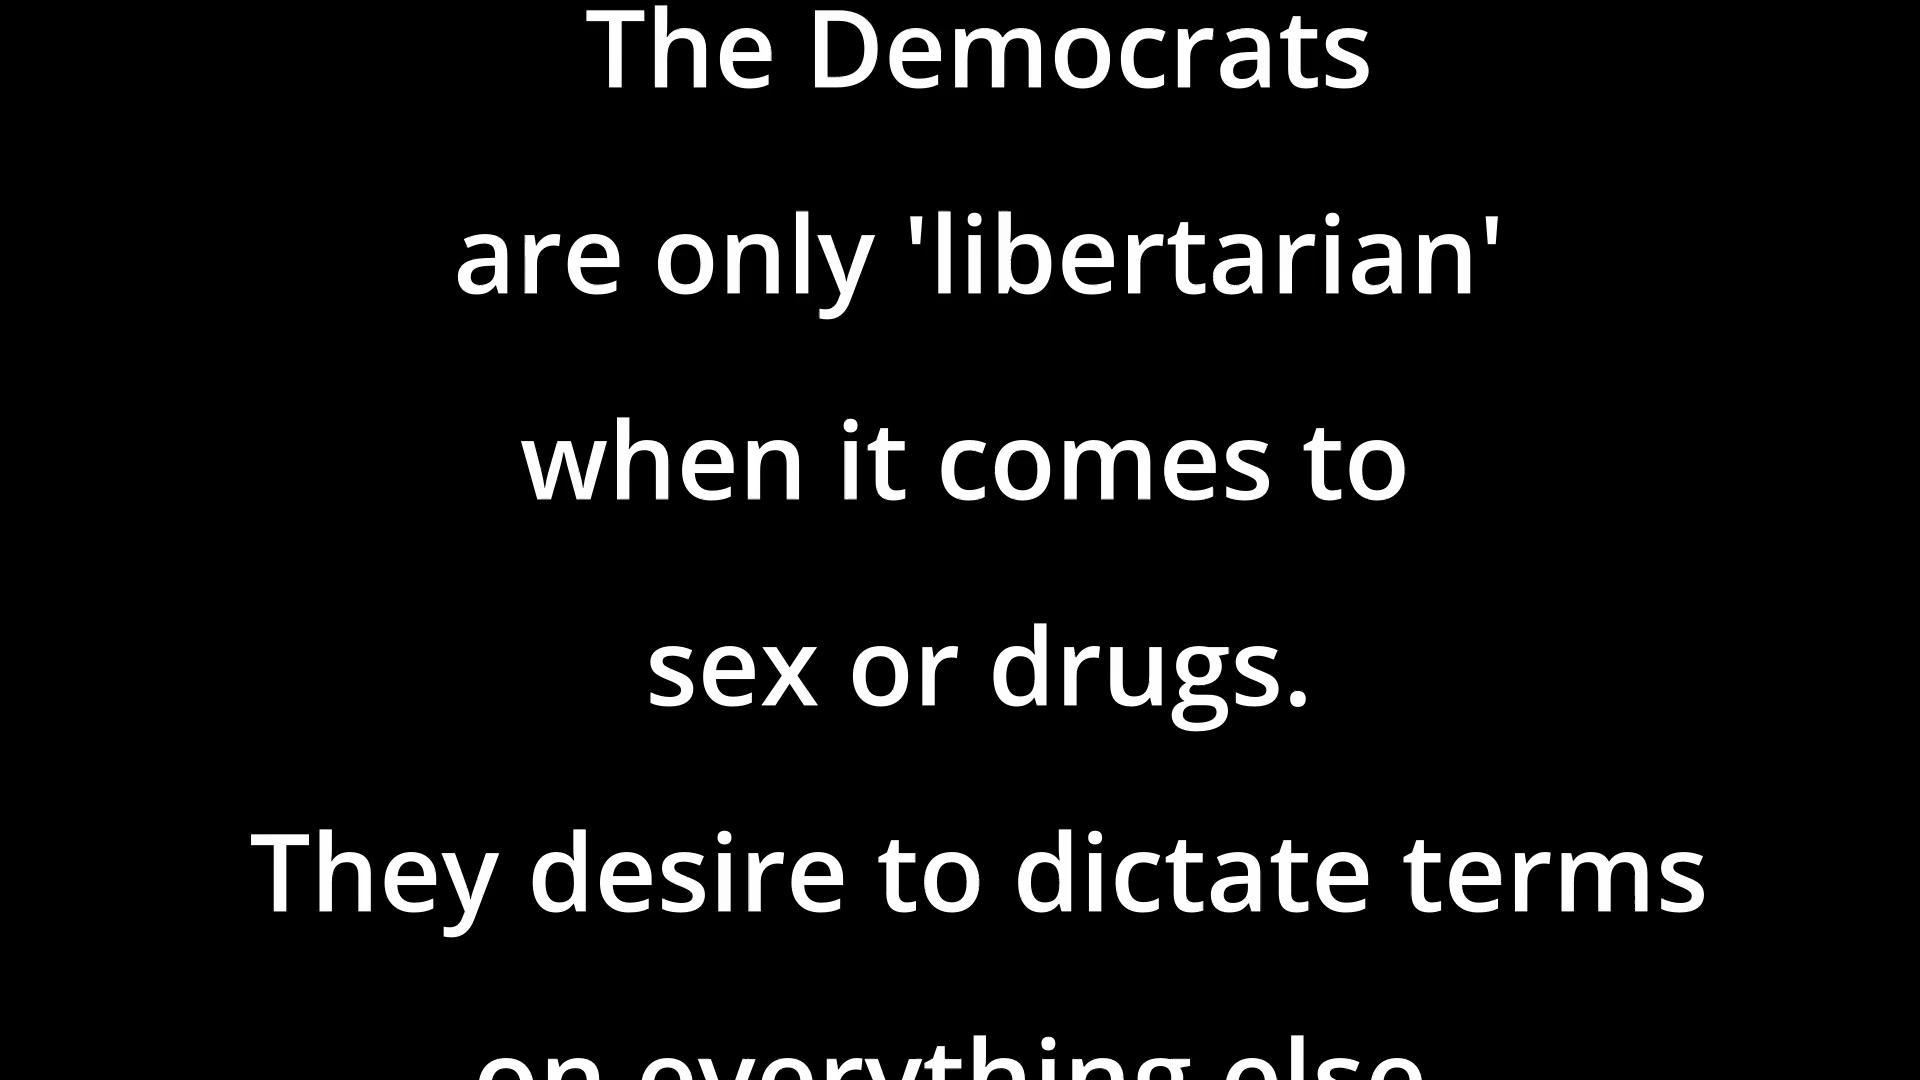 The Democrats
are only 'libertarian'
when it comes to
sex or drugs.
They desire to dictate terms
on everything else